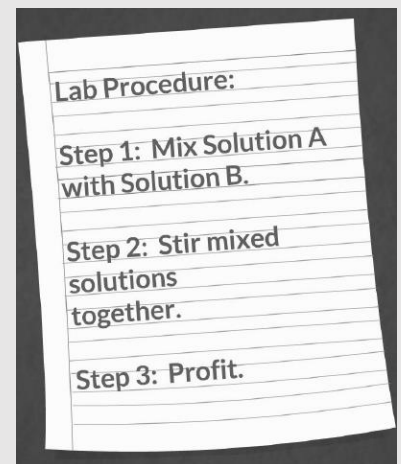 Lab Procedure:
Step 1: Mix Solution A
with Solution B.
Step 2: Stir mixed
solutions
together.
Step 3: Profit.